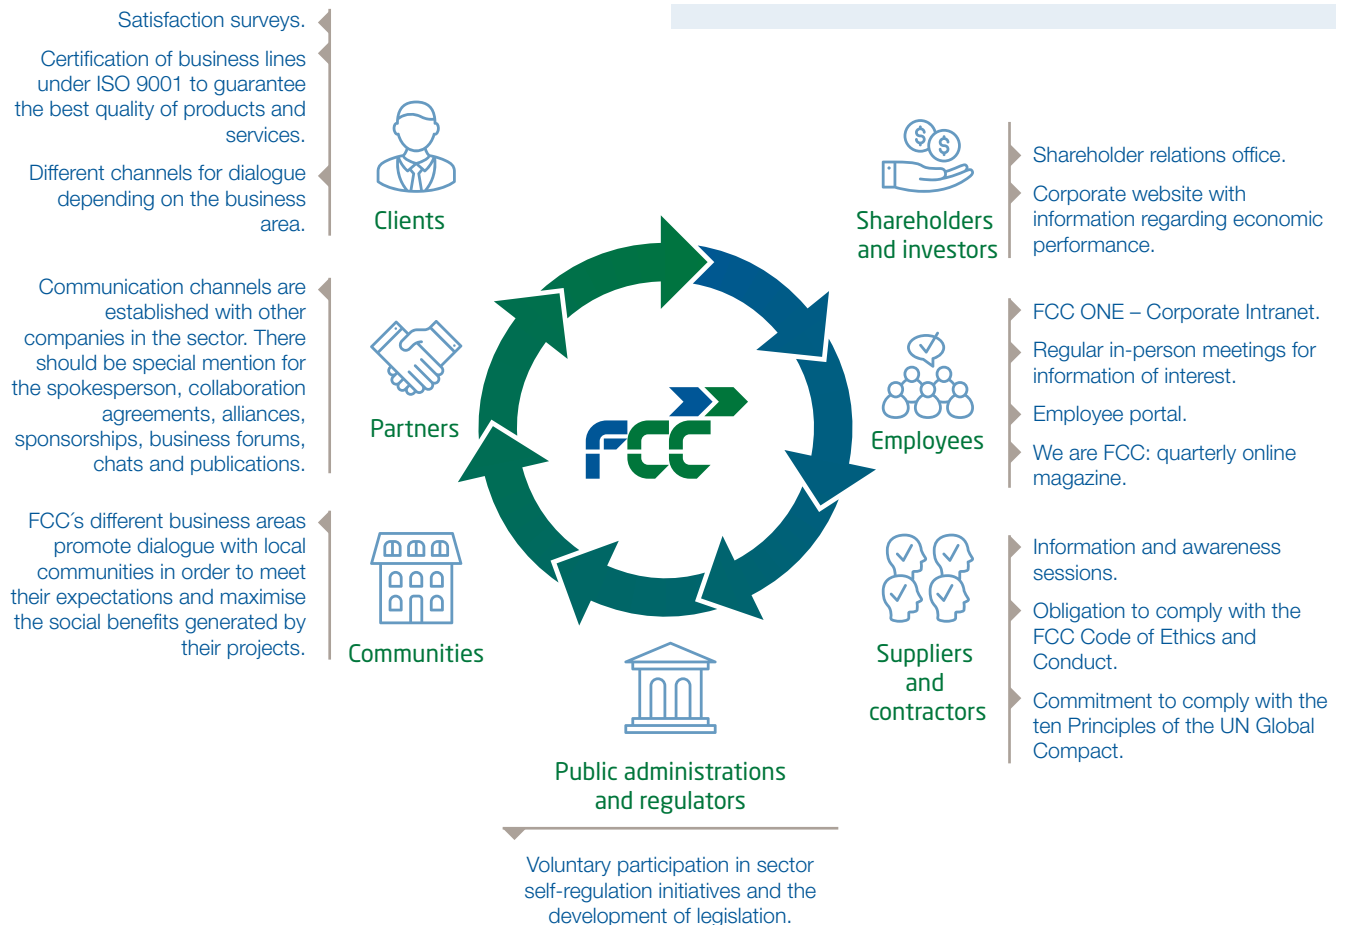 Satisfaction surveys.
Certification of business lines
under ISO 9001 to guarantee
the best quality of products and
services.
Different channels for dialogue
depending on the business
area.
Clients
Communication channels are
established with other
companies in the sector. There
should be special mention for
the spokesperson, collaboration
agreements, alliances,
sponsorships, business forums,
chats and publications.
Partners
FCC´s different business areas
promote dialogue with local
communities in order to meet
their expectations and maximise
the social benefits generated by
their projects.
Communities
FCC
Shareholders
and investors
Shareholder relations office.
Corporate website with
information regarding economic
performance.
Employees
FCC ONE – Corporate Intranet.
Regular in-person meetings for
information of interest.
Employee portal.
We are FCC: quarterly online
magazine.
Suppliers
and
contractors
Information and awareness
sessions.
Obligation to comply with the
FCC Code of Ethics and
Conduct.
Commitment to comply with the
ten Principles of the UN Global
Compact.
Public administrations
and regulators
Voluntary participation in sector
self-regulation initiatives and the
development of legislation.